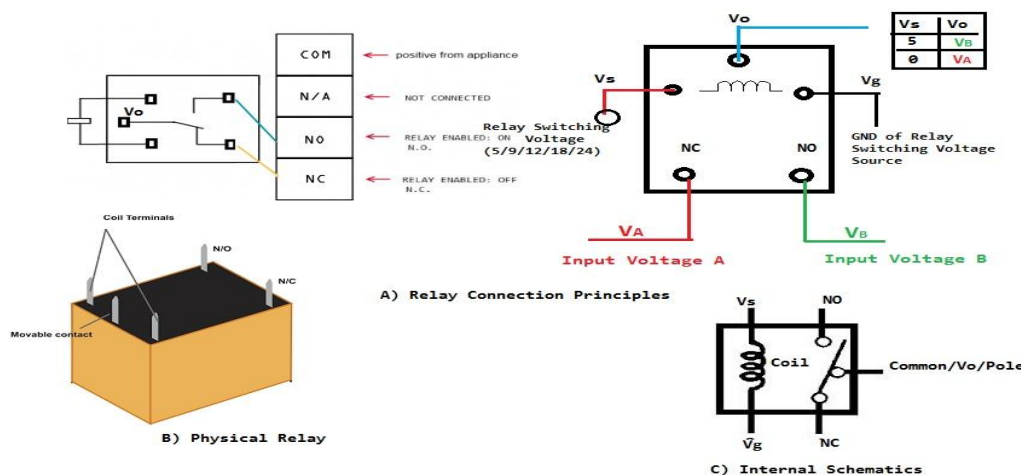 COM
positive from appliance
N/A
NOT CONNECTED
Vo
NO
RELAY ENABLED: ON
N.O.
NC
RELAY ENABLED: OFF
N.C.
Vo
Vs Vo
5 VB
0 VA
Vs
Vg
Relay Switching
Voltage
(5/9/12/18/24)
GND of Relay
Switching Voltage
Source
NC
NO
VA
VB
Input Voltage A
Input Voltage B
A) Relay Connection Principles
Coil Terminals
N/O
N/C
Movable contact
B) Physical Relay
Vs
NO
Coil
Common/Vo/Pole
Vg
NC
C) Internal Schematics